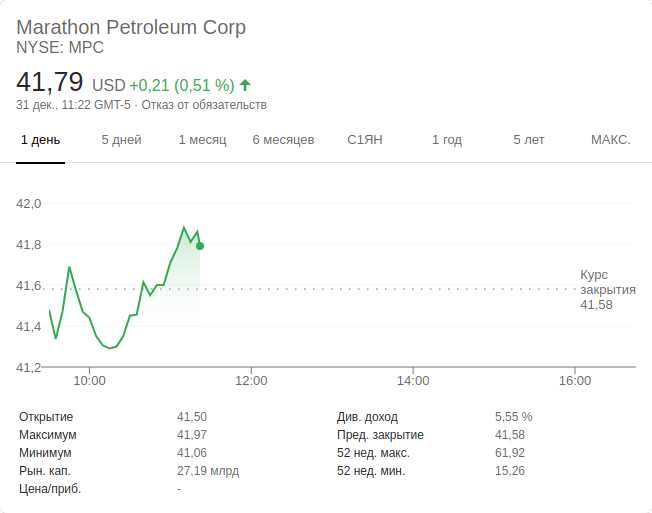 Marathon Petroleum Corp
NYSE: MPC
41,79 USD +0,21 (0,51 %)
31 дек., 11:22 GMT-5 · Отказ от обязательств
1 день 5 дней 1 месяц 6 месяцев С1ЯН 1 год 5 лет МАКС.
42,0
41,8
41,6
41,4
41,2
Курс
закрытия
41,58
10:00 12:00 14:00 16:00
Открытие 41,50
Максимум 41,97
Минимум 41,06
Рын. кап. 27,19 млрд
Цена/приб. -
Див. доход 5,55 %
Пред. закрытие 41,58
52 нед. макс. 61,92
52 нед. мин. 15,26